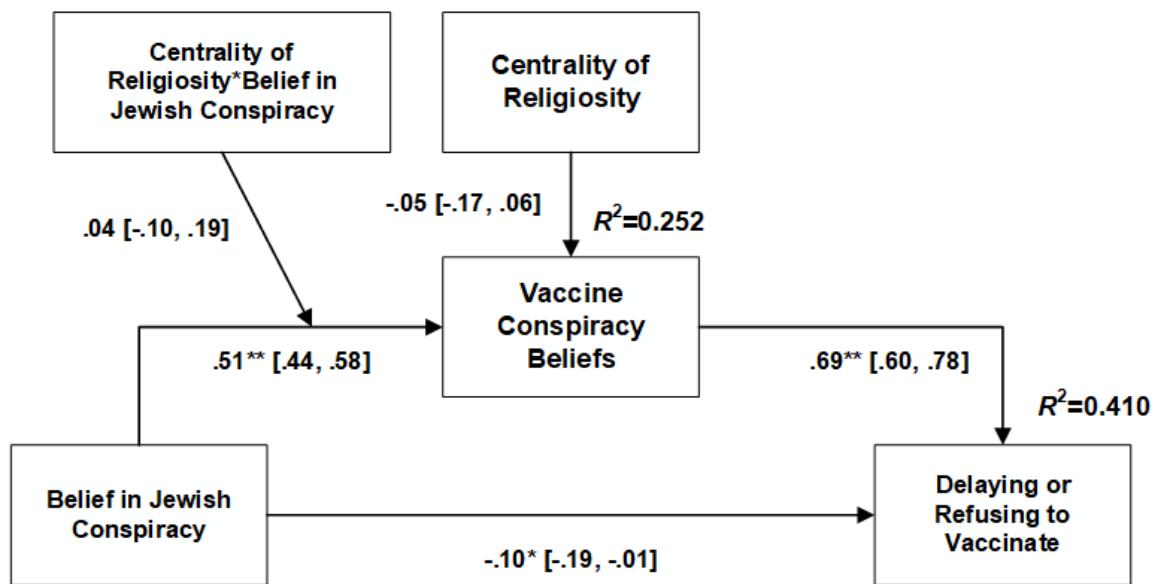 Centrality of
Religiosity*Belief in
Jewish Conspiracy
Centrality of
Religiosity
.04 [-.10, .19]
-.05 [-.17, .06]
R²=0.252
Vaccine
Conspiracy
Beliefs
.51** [.44, .58]
.69** [.60, .78]
R²=0.410
Belief in Jewish
Conspiracy
Delaying or
Refusing to
Vaccinate
-.10* [-.19, -.01]